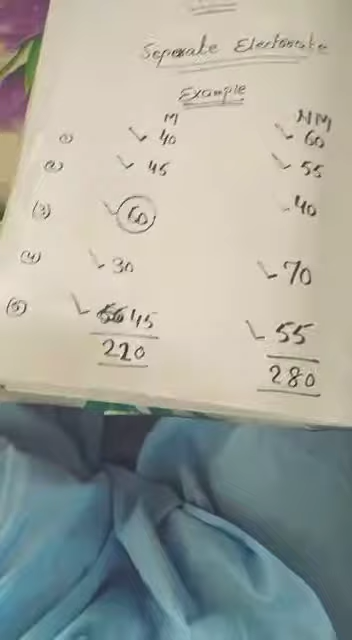 Seperate Electorate
Example
M NM
(1) 40 60
(2) 45 55
(3) 60 40
(4) 30 70
(5) 45 55
220 280